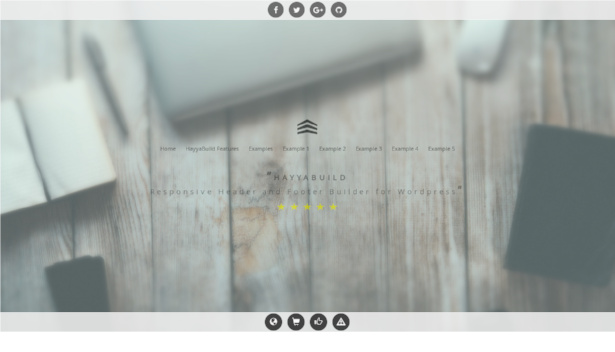 Home HayyaBuild Features Examples Example 1 Example 2 Example 3 Example 4 Example 5
"HAYYABUILD
Responsive Header and Footer Builder for Wordpress"